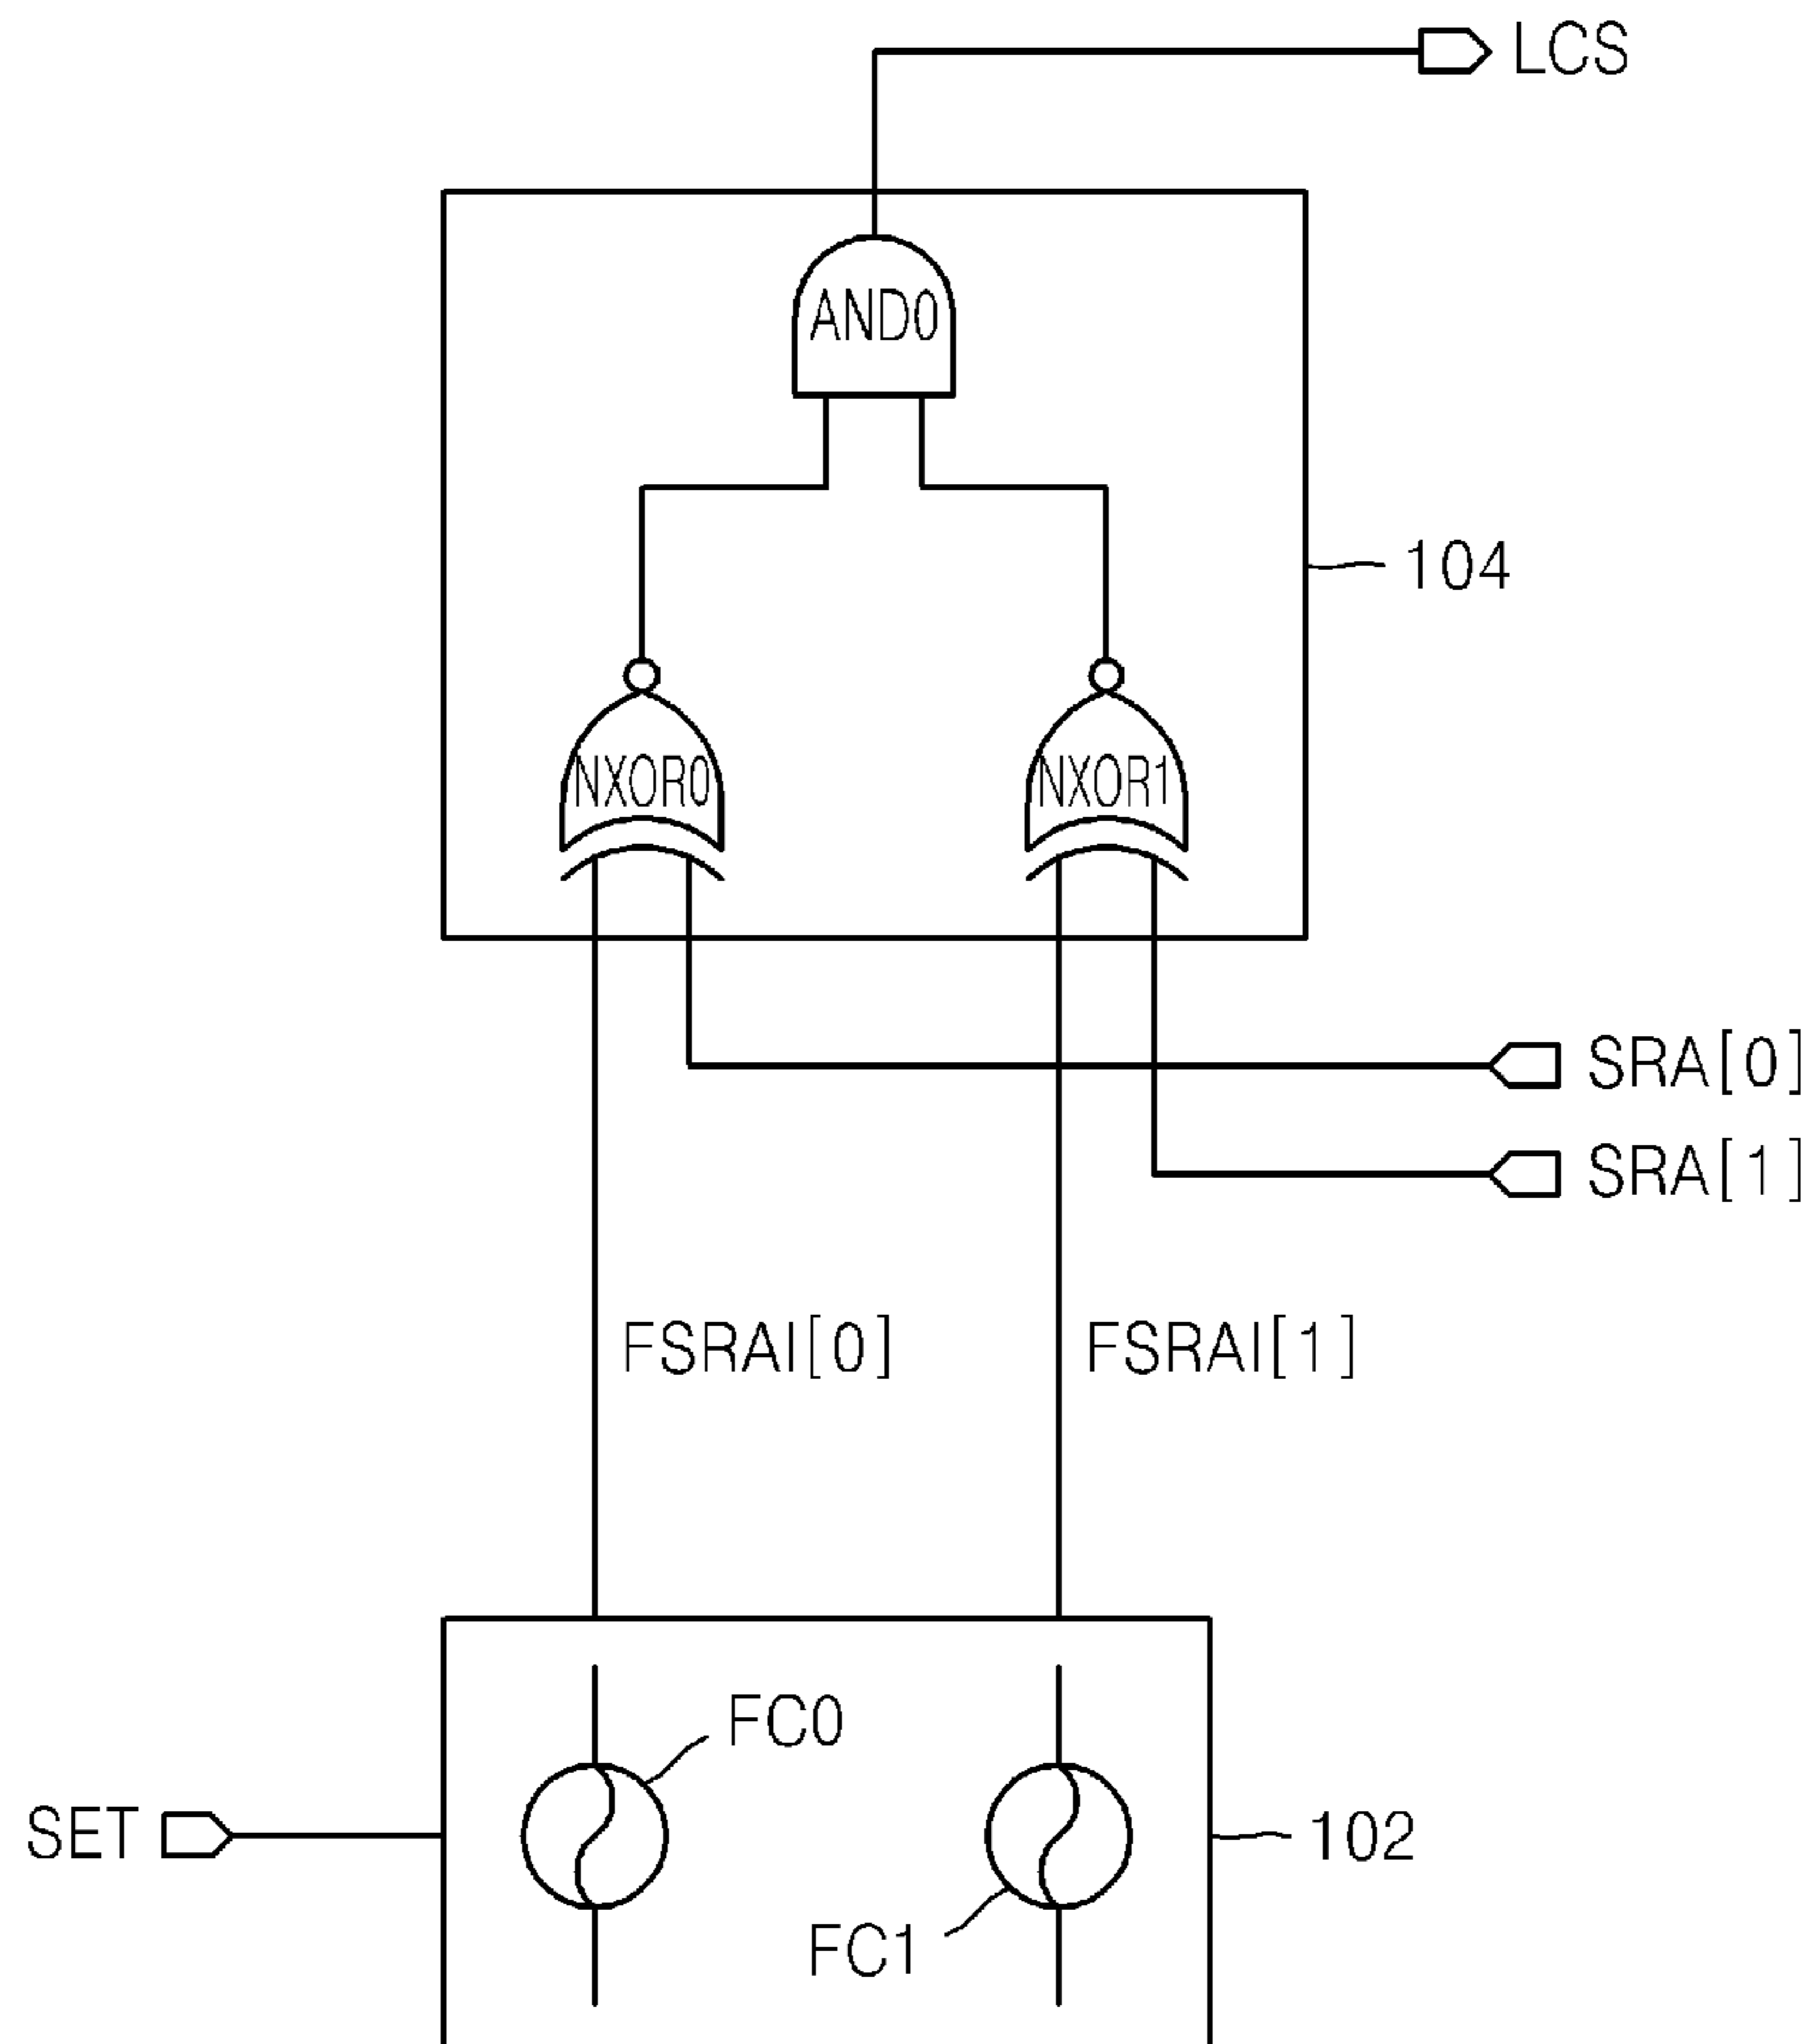 LCS
AND0
104
NXOR0
NXOR1
SRA[0]
SRA[1]
FSRAI[0]
FSRAI[1]
FC0
SET
102
FC1